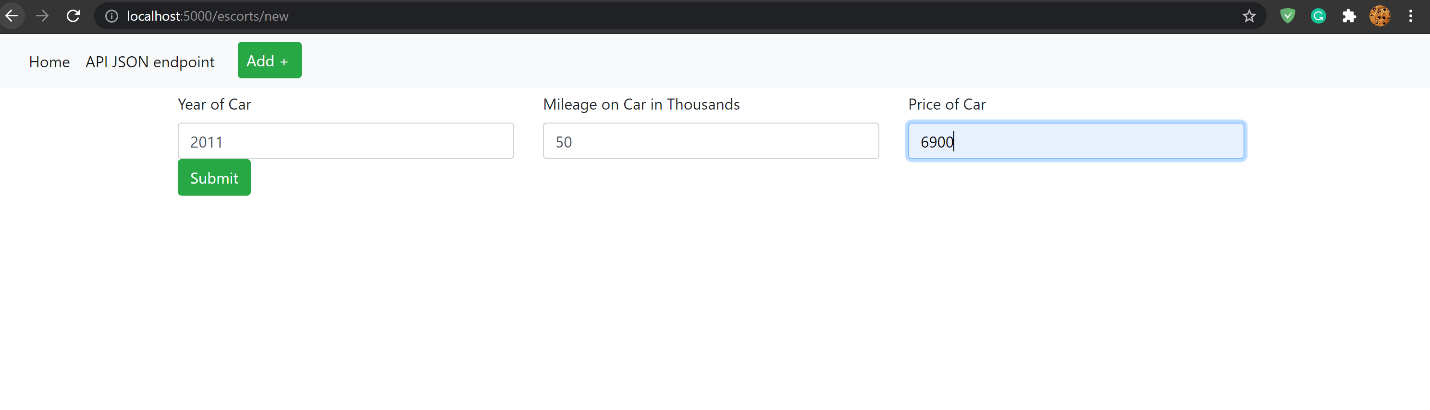 localhost:5000/escorts/new
Home API JSON endpoint Add +
Year of Car Mileage on Car in Thousands Price of Car
2011 50 6900
Submit